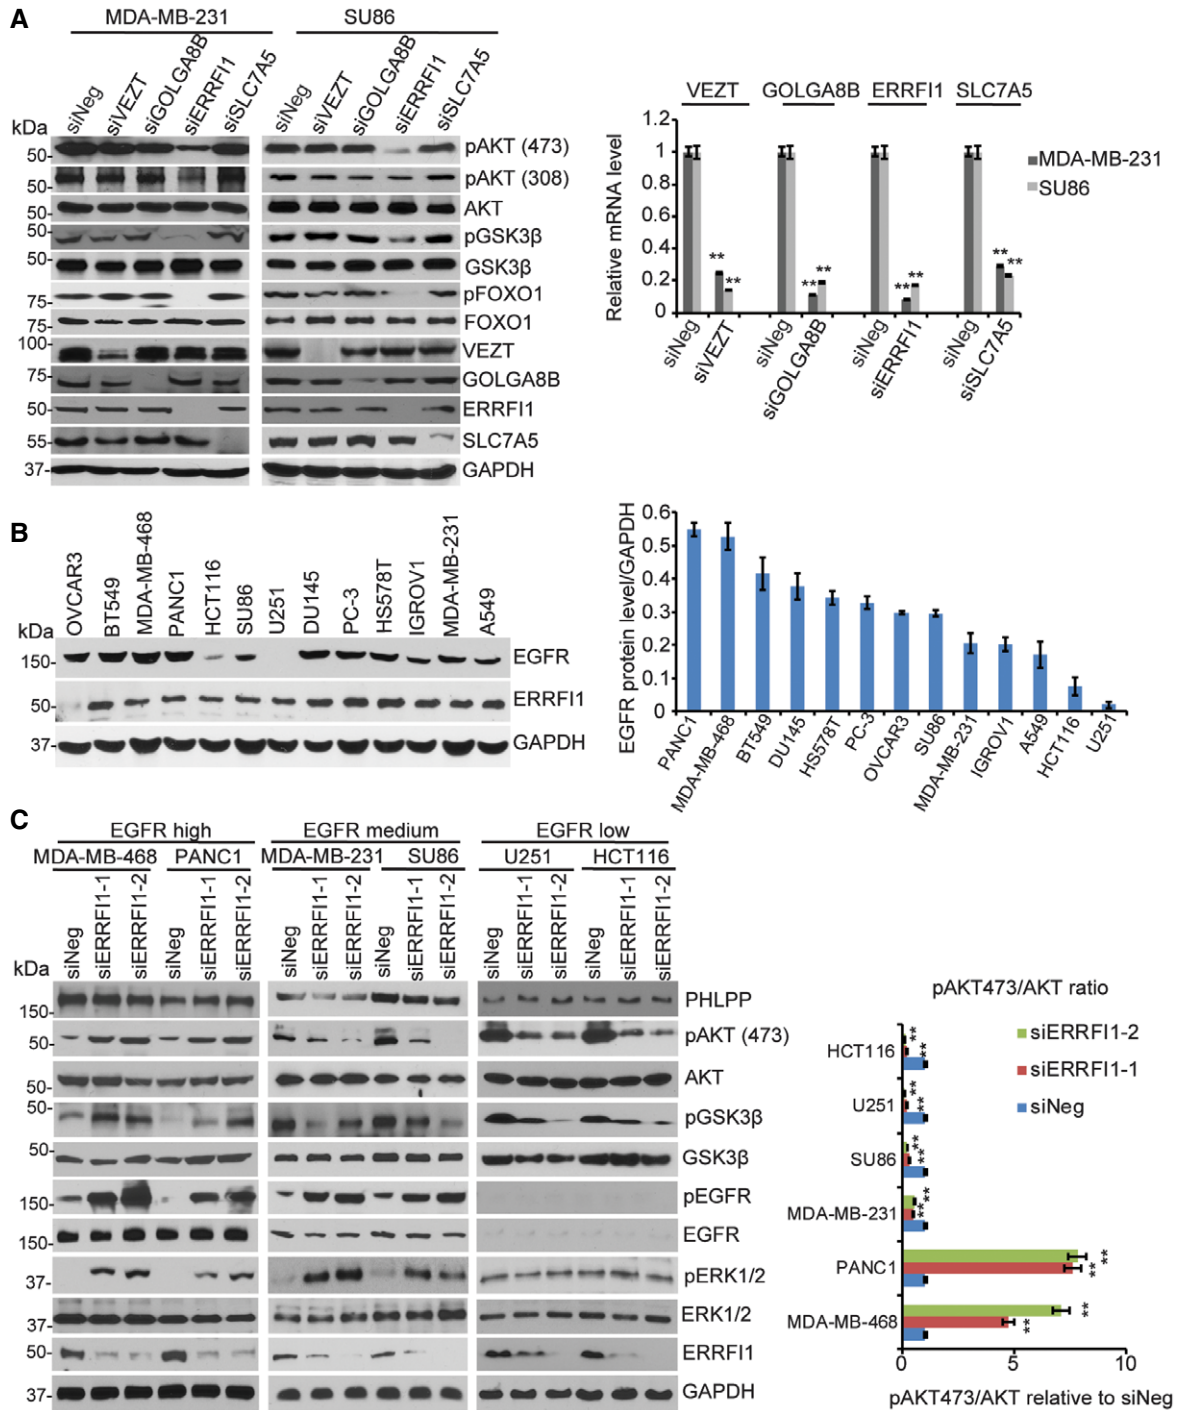 A
MDA-MB-231 SU86
kDa siNeg siVEZT siGOLGA8B siERRFI1 siSLC7A5 siNeg siVEZT siGOLGA8B siERRFI1 siSLC7A5
50- pAKT (473)
50- pAKT (308)
50- AKT
50- pGSK3β
50- GSK3β
75- pFOXO1
75- FOXO1
100- VEZT
75- GOLGA8B
50- ERRFI1
55- SLC7A5
37- GAPDH
VEZT GOLGA8B ERRFI1 SLC7A5
Relative mRNA level
1.2
1
0.8
0.6
0.4
0.2
0
** ** ** ** ** ** ** **
MDA-MB-231
SU86
siNeg siVEZT siNeg siGOLGA8B siNeg siERRFI1 siNeg siSLC7A5
B
kDa OVCAR3 BT549 MDA-MB-468 PANC1 HCT116 SU86 U251 DU145 PC-3 HS578T IGROV1 MDA-MB-231 A549
150- EGFR
50- ERRFI1
37- GAPDH
EGFR protein level/GAPDH
0.6
0.5
0.4
0.3
0.2
0.1
0
PANC1 MDA-MB-468 BT549 DU145 HS578T PC-3 OVCAR3 SU86 MDA-MB-231 IGROV1 A549 HCT116 U251
C
EGFR high EGFR medium EGFR low
MDA-MB-468 PANC1 MDA-MB-231 SU86 U251 HCT116
kDa siNeg siERRFI1-1 siERRFI1-2 siNeg siERRFI1-1 siERRFI1-2 siNeg siERRFI1-1 siERRFI1-2 siNeg siERRFI1-1 siERRFI1-2 siNeg siERRFI1-1 siERRFI1-2 siNeg siERRFI1-1 siERRFI1-2
150- PHLPP
50- pAKT (473)
50- AKT
50- pGSK3β
50- GSK3β
150- pEGFR
150- EGFR
37- pERK1/2
37- ERK1/2
50- ERRFI1
37- GAPDH
pAKT473/AKT ratio
siERRFI1-2
siERRFI1-1
siNeg
HCT116 ** **
U251 ** **
SU86 ** **
MDA-MB-231 ** **
PANC1 ** **
MDA-MB-468 ** **
0 5 10
pAKT473/AKT relative to siNeg